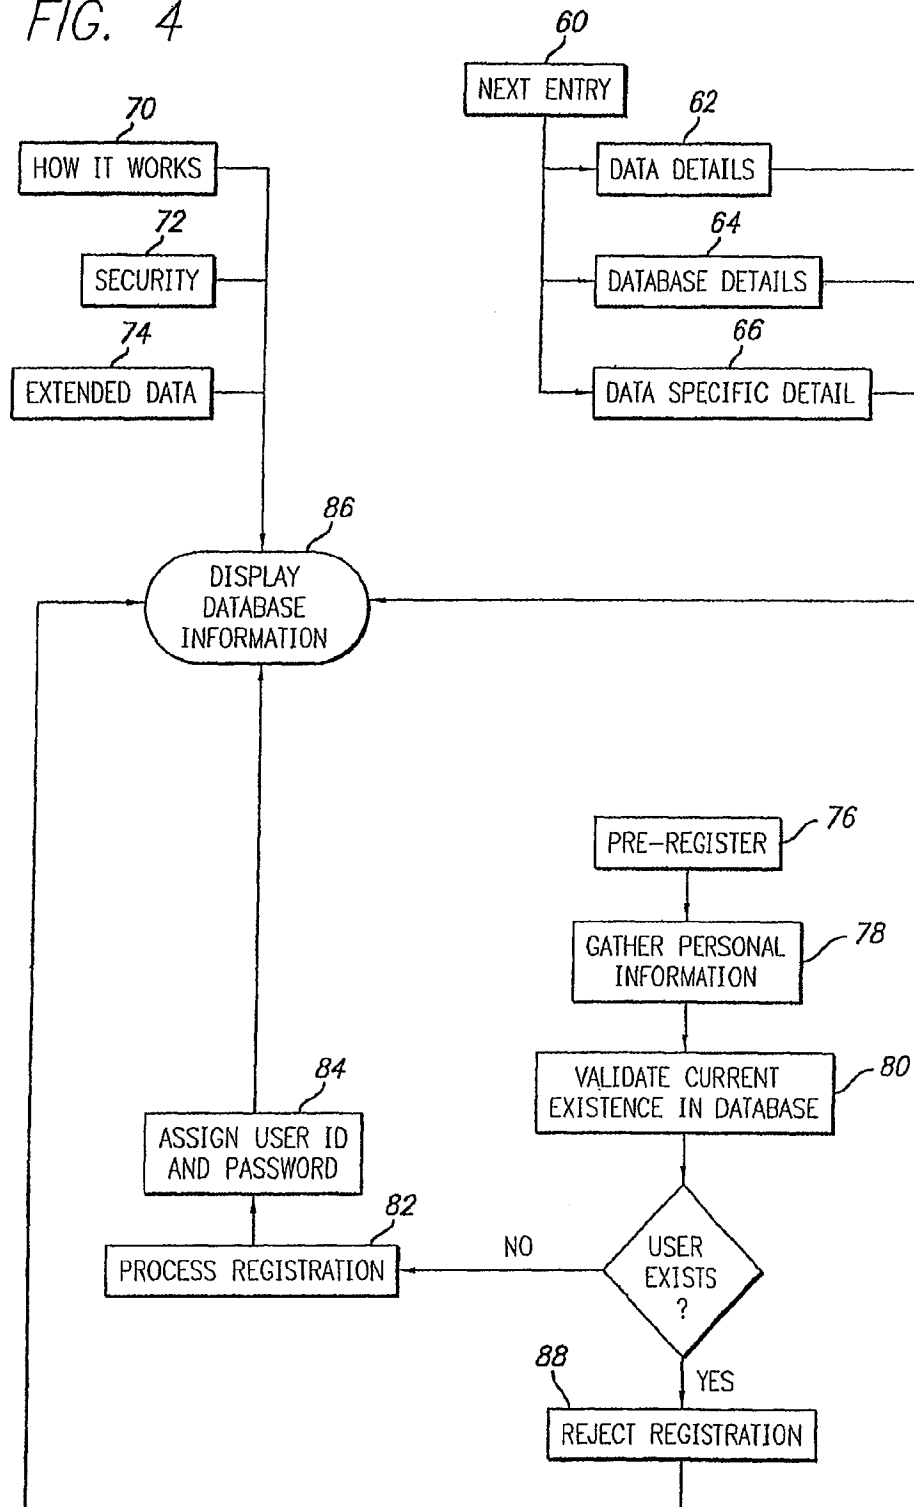 FIG. 4
60
NEXT ENTRY
70
HOW IT WORKS
62
DATA DETAILS
72
SECURITY
64
DATABASE DETAILS
74
EXTENDED DATA
66
DATA SPECIFIC DETAIL
86
DISPLAY
DATABASE
INFORMATION
76
PRE-REGISTER
78
GATHER PERSONAL
INFORMATION
80
VALIDATE CURRENT
EXISTENCE IN DATABASE
84
ASSIGN USER ID
AND PASSWORD
82
PROCESS REGISTRATION
NO
USER
EXISTS
?
YES
88
REJECT REGISTRATION